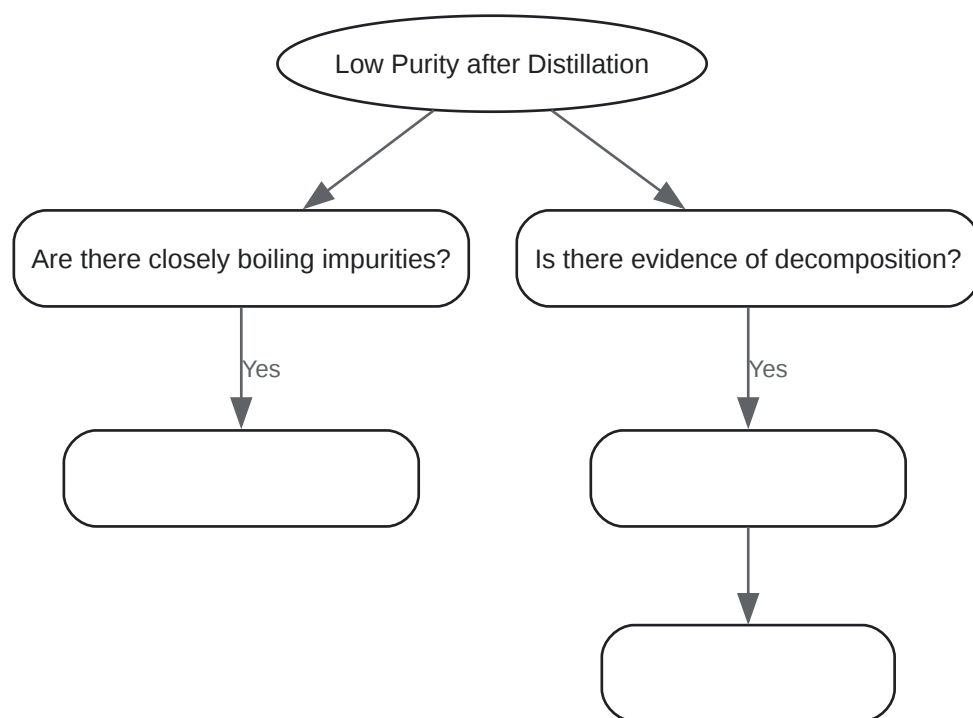 Low Purity after Distillation
Are there closely boiling impurities?
Is there evidence of decomposition?
Yes
Yes